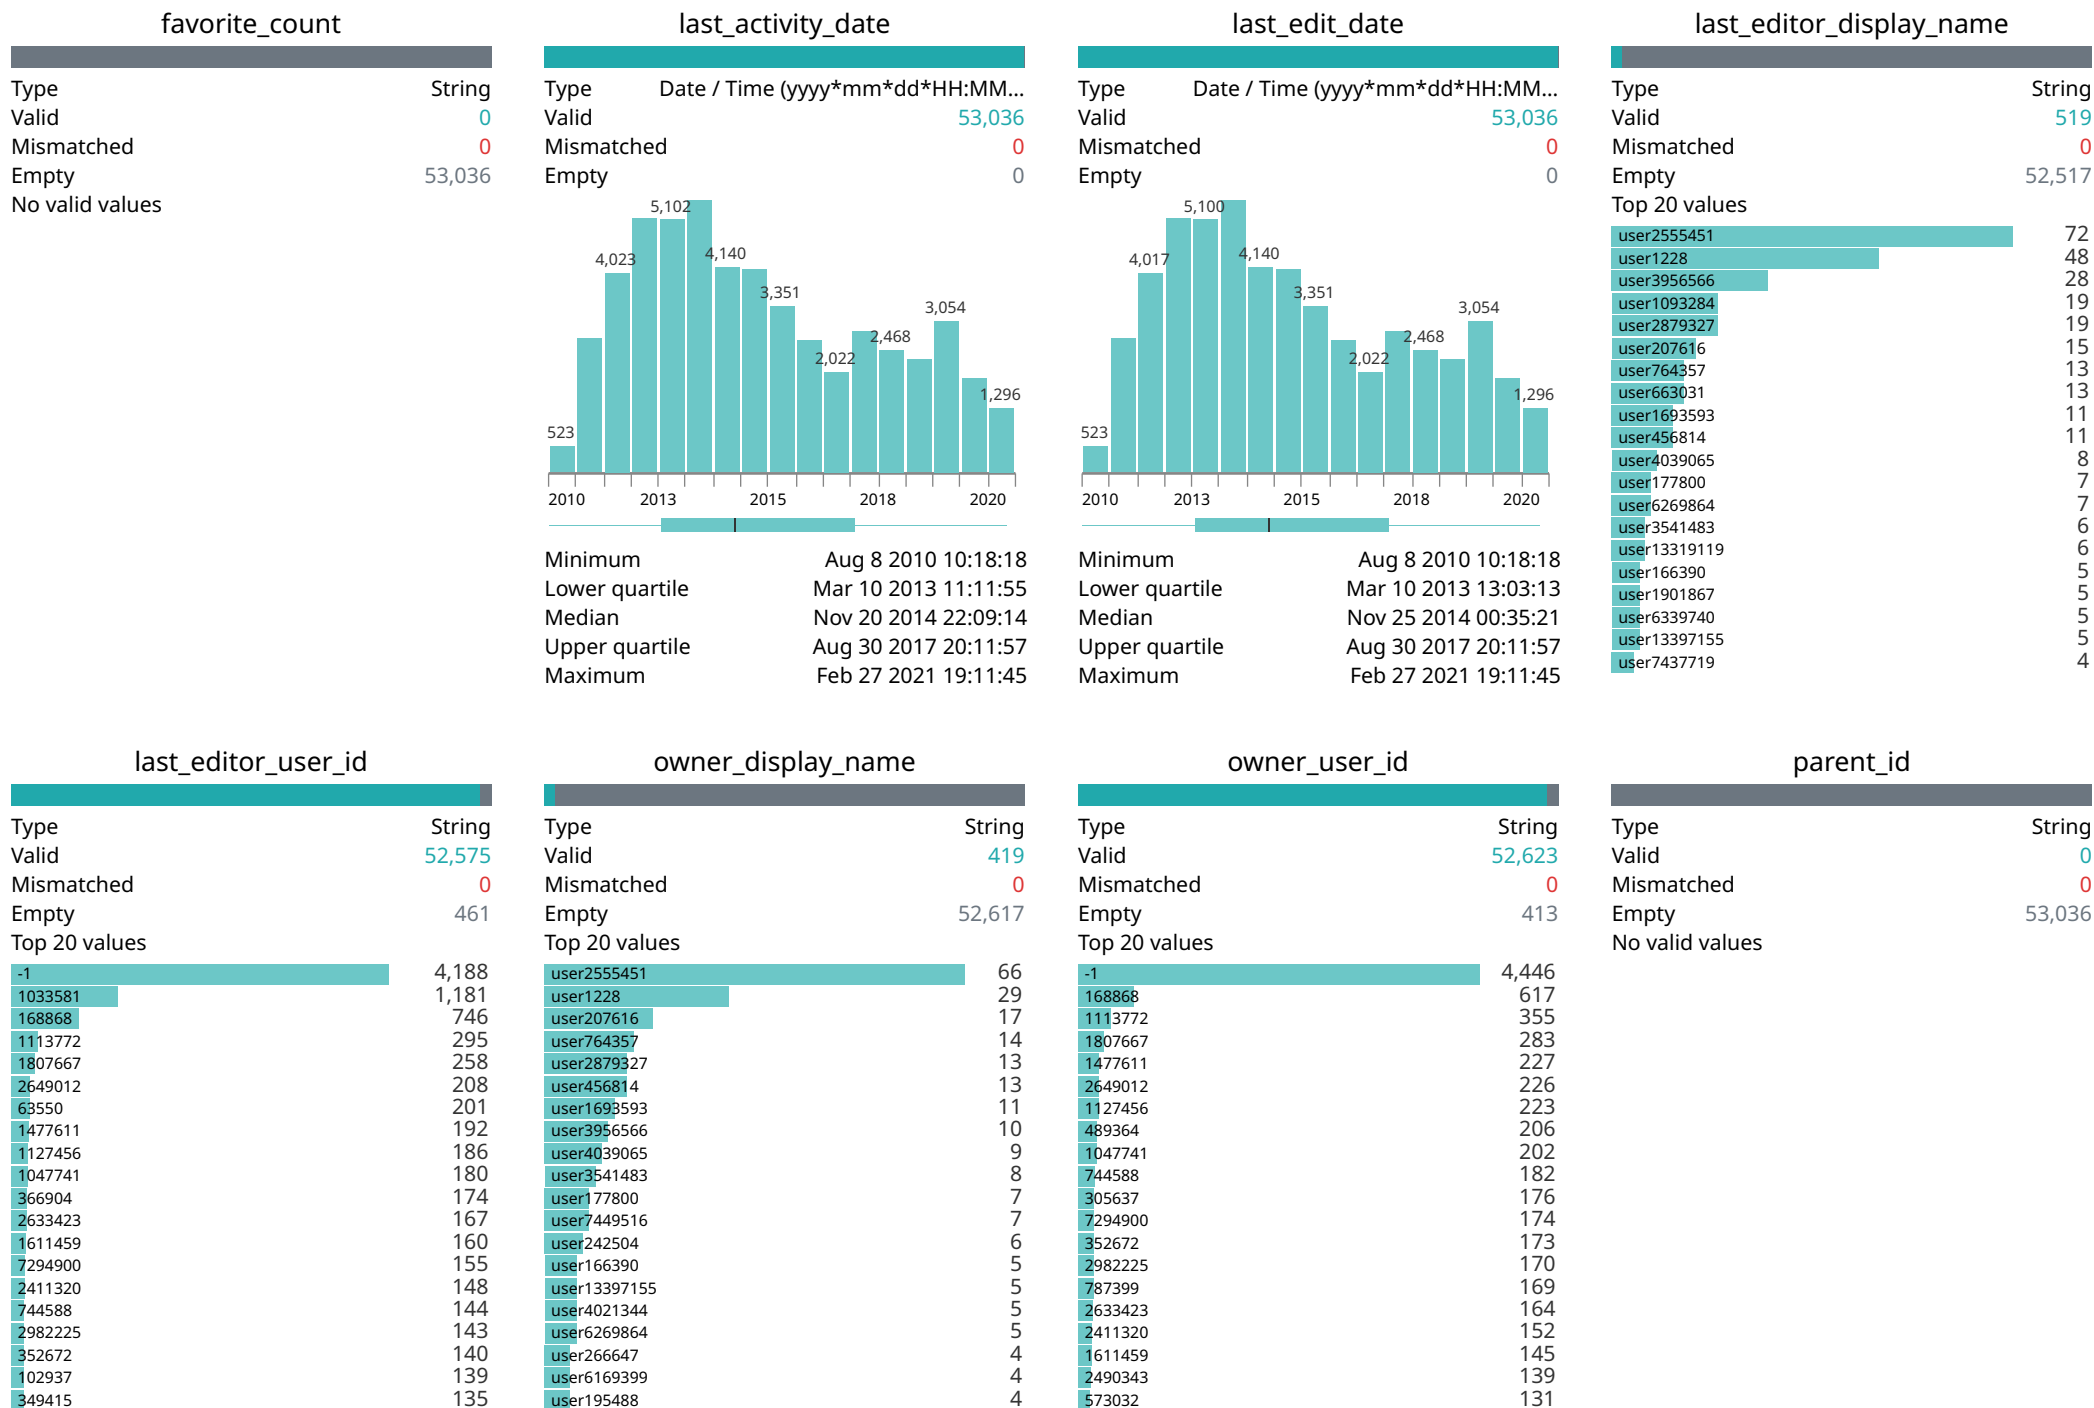 favorite_count
Type String
Valid 0
Mismatched 0
Empty 53,036
No valid values
last_activity_date
Type Date / Time (yyyy*mm*dd*HH:MM...
Valid 53,036
Mismatched 0
Empty 0
5,102
4,023
4,140
3,351
3,054
2,468
2,022
1,296
523
2010 2013 2015 2018 2020
Minimum Aug 8 2010 10:18:18
Lower quartile Mar 10 2013 11:11:55
Median Nov 20 2014 22:09:14
Upper quartile Aug 30 2017 20:11:57
Maximum Feb 27 2021 19:11:45
last_edit_date
Type Date / Time (yyyy*mm*dd*HH:MM...
Valid 53,036
Mismatched 0
Empty 0
5,100
4,017
4,140
3,351
3,054
2,468
2,022
1,296
523
2010 2013 2015 2018 2020
Minimum Aug 8 2010 10:18:18
Lower quartile Mar 10 2013 13:03:13
Median Nov 25 2014 00:35:21
Upper quartile Aug 30 2017 20:11:57
Maximum Feb 27 2021 19:11:45
last_editor_display_name
Type String
Valid 519
Mismatched 0
Empty 52,517
Top 20 values
user2555451 72
user1228 48
user3956566 28
user1093284 19
user2879327 19
user207616 15
user764357 13
user663031 13
user1693593 11
user456814 11
user4039065 8
user177800 7
user6269864 7
user3541483 6
user13319119 6
user166390 5
user1901867 5
user6339740 5
user13397155 5
user7437719 4
last_editor_user_id
Type String
Valid 52,575
Mismatched 0
Empty 461
Top 20 values
-1 4,188
1033581 1,181
168868 746
1113772 295
1807667 258
2649012 208
63550 201
1477611 192
1127456 186
1047741 180
366904 174
2633423 167
1611459 160
7294900 155
2411320 148
744588 144
2982225 143
352672 140
102937 139
349415 135
owner_display_name
Type String
Valid 419
Mismatched 0
Empty 52,617
Top 20 values
user2555451 66
user1228 29
user207616 17
user764357 14
user2879327 13
user456814 13
user1693593 11
user3956566 10
user4039065 9
user3541483 8
user177800 7
user7449516 7
user242504 6
user166390 5
user13397155 5
user4021344 5
user6269864 5
user266647 4
user6169399 4
user195488 4
owner_user_id
Type String
Valid 52,623
Mismatched 0
Empty 413
Top 20 values
-1 4,446
168868 617
1113772 355
1807667 283
1477611 227
2649012 226
1127456 223
489364 206
1047741 202
744588 182
305637 176
7294900 174
352672 173
2982225 170
787399 169
2633423 164
2411320 152
1611459 145
2490343 139
573032 131
parent_id
Type String
Valid 0
Mismatched 0
Empty 53,036
No valid values